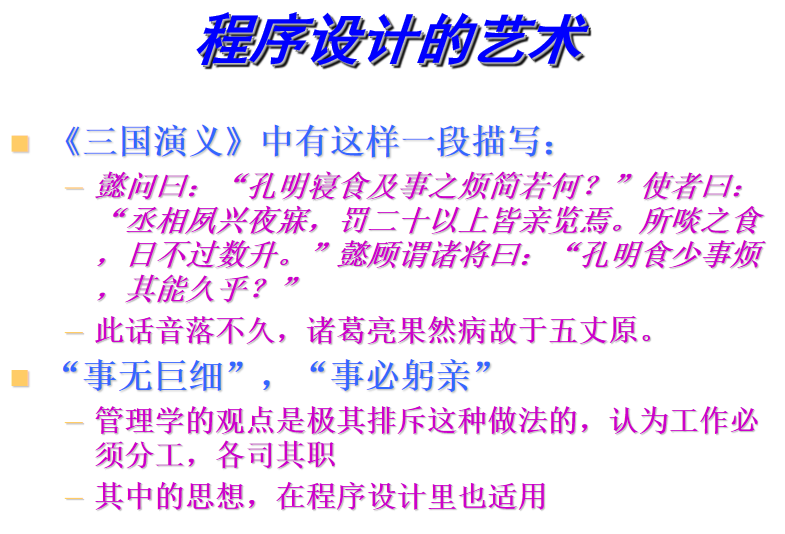 程序设计的艺术
《三国演义》中有这样一段描写：
– 懿问曰：“孔明寝食及事之烦简若何？”使者曰：
“丞相夙兴夜寐，罚二十以上皆亲览焉。所啖之食
，日不过数升。”懿顾谓诸将曰：“孔明食少事烦
，其能久乎？”
– 此话音落不久，诸葛亮果然病故于五丈原。
“事无巨细”，“事必躬亲”
– 管理学的观点是极其排斥这种做法的，认为工作必
须分工，各司其职
– 其中的思想，在程序设计里也适用